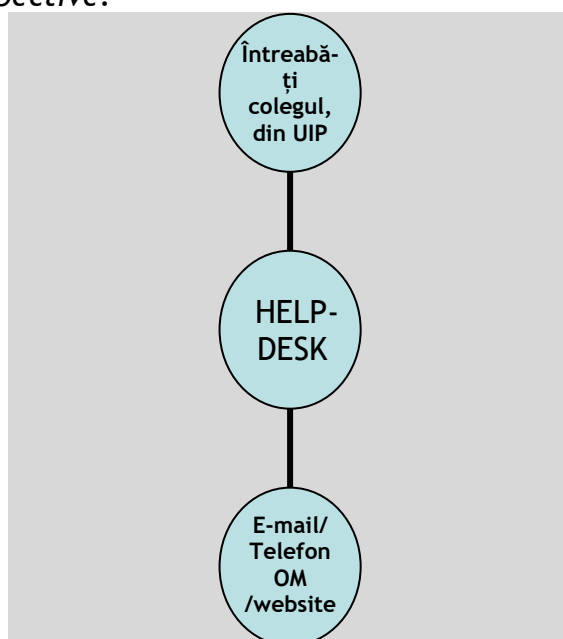 Întreabă-
ți
colegul,
din UIP
HELP-
DESK
E-mail/
Telefon
OM
/website